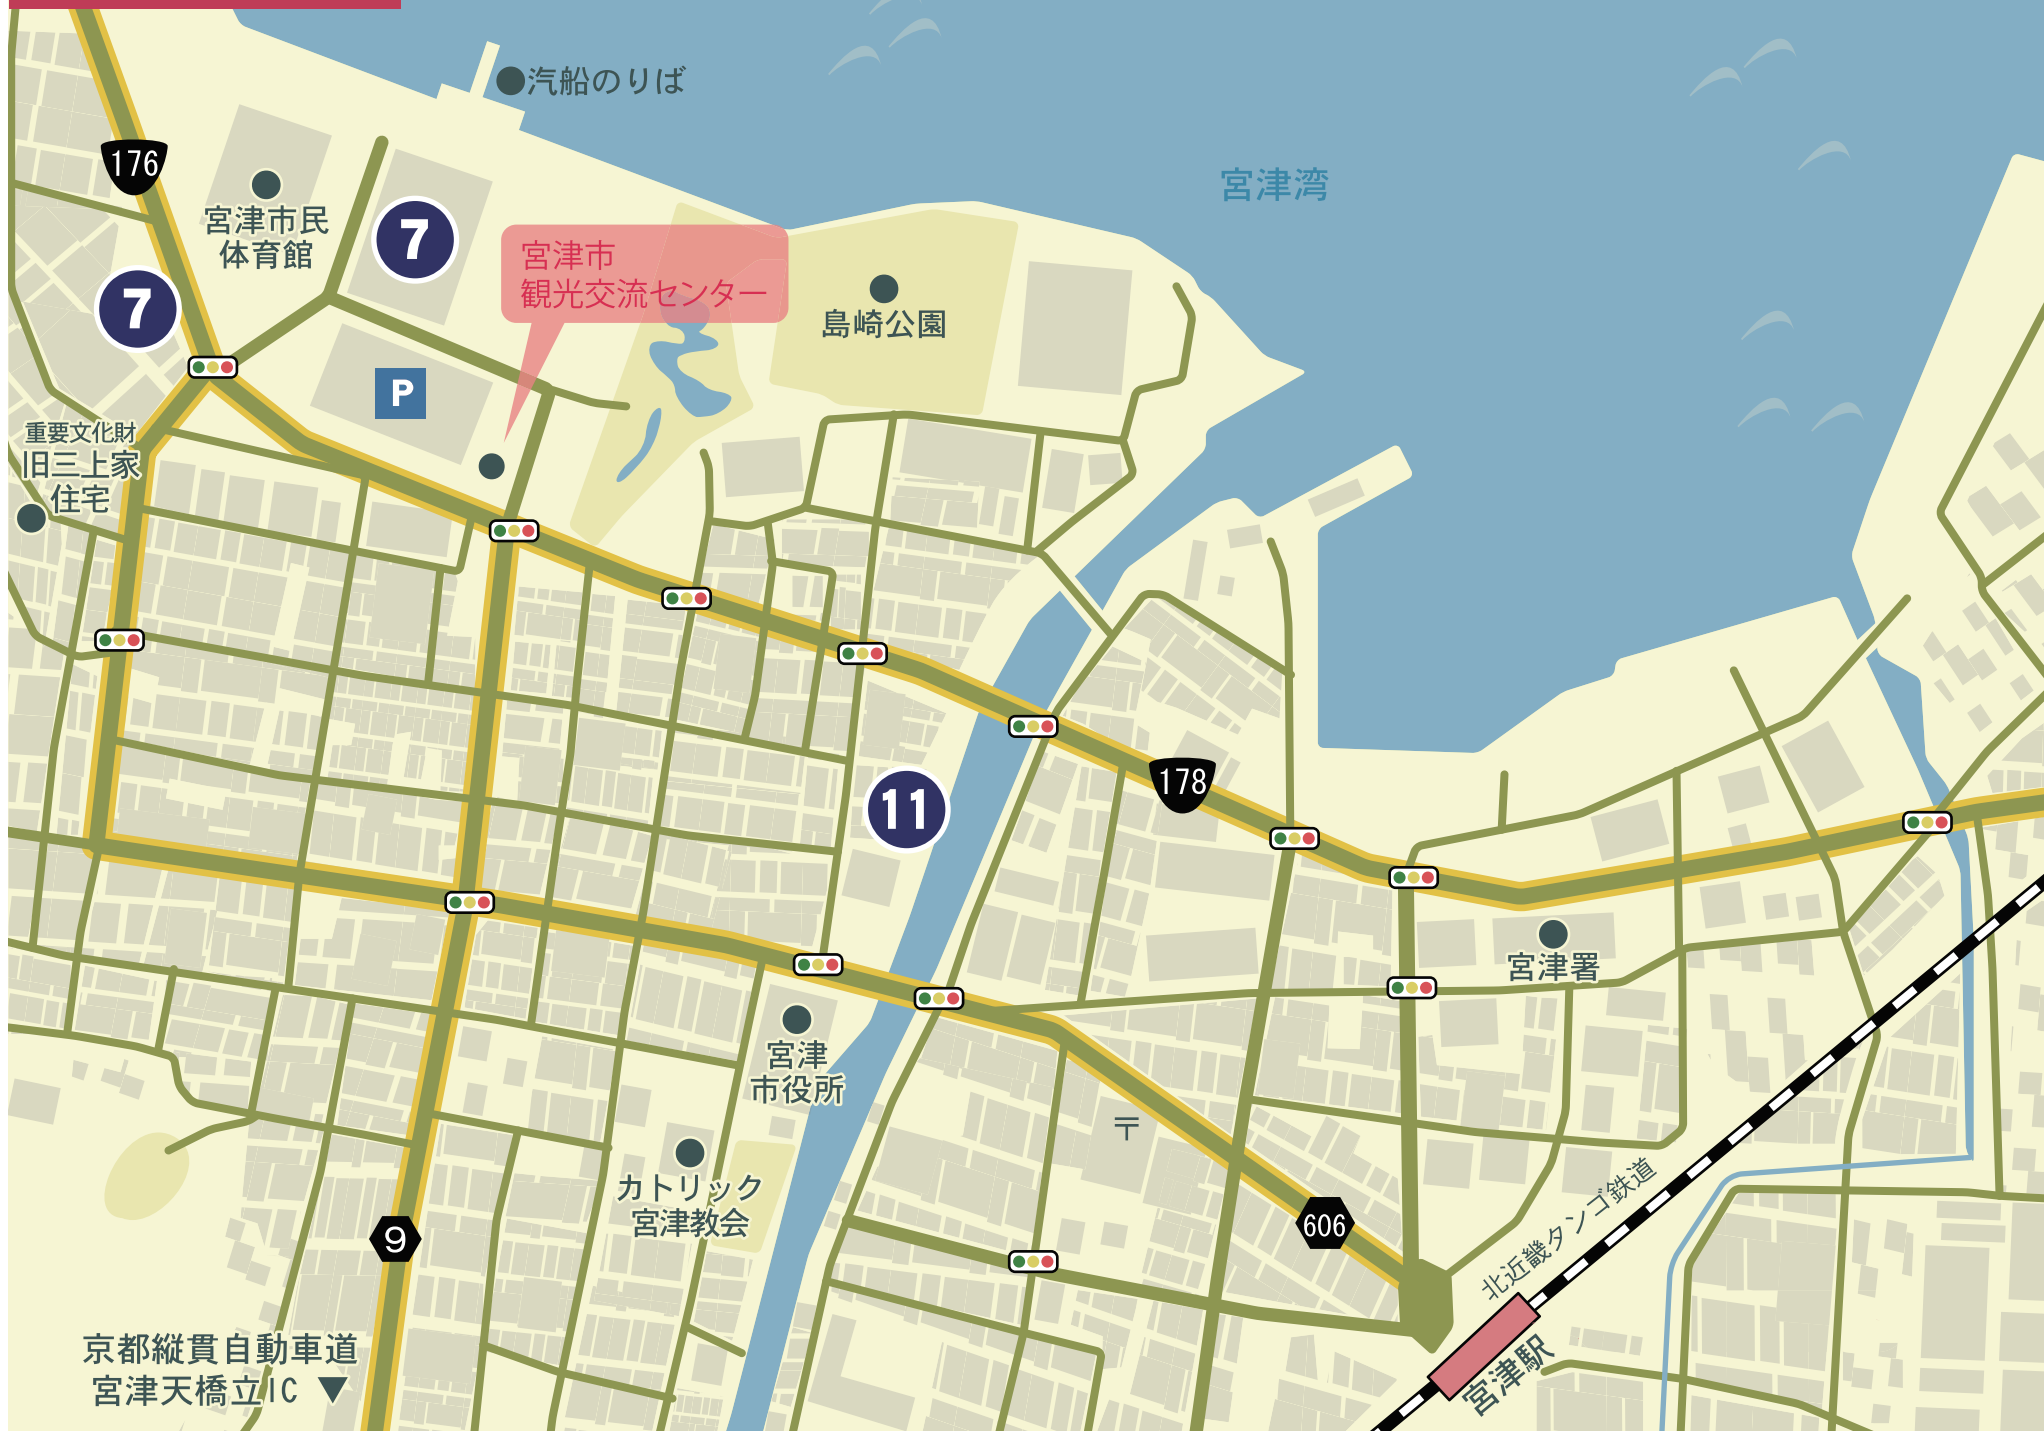 汽船のりば
176
宮津湾
宮津市民
体育館
7
宮津市
観光交流センター
7
島崎公園
P
重要文化財
旧三上家
住宅
11
178
宮津署
宮津
市役所
〒
カトリック
宮津教会
9
606
北近畿タンゴ鉄道
宮津駅
京都縦貫自動車道
宮津天橋立IC ▼